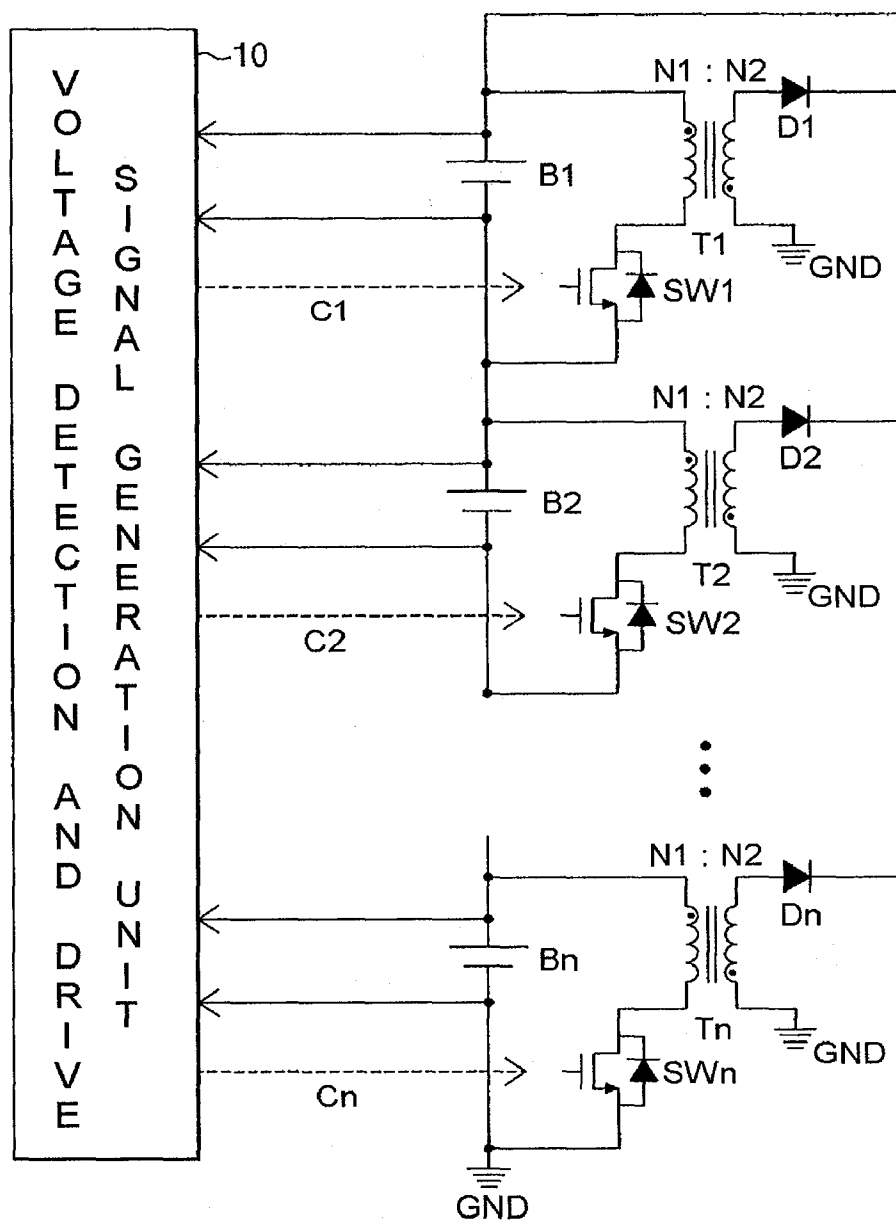 VOLTAGE DETECTION AND DRIVE
SIGNAL GENERATION UNIT
10
N1 : N2
D1
B1
T1
GND
C1
SW1
N1 : N2
D2
B2
T2
GND
C2
SW2
N1 : N2
Dn
Bn
Tn
GND
Cn
SWn
GND